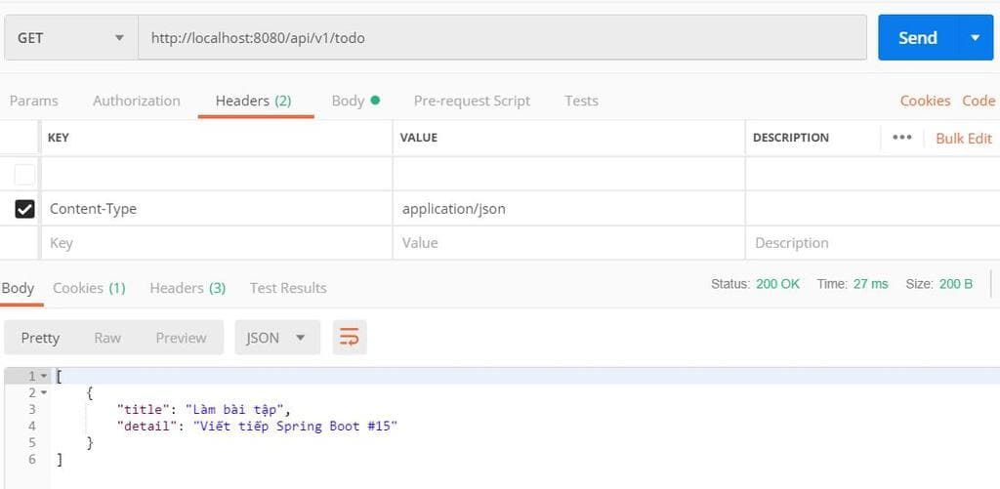 GET http://localhost:8080/api/v1/todo Send
Params Authorization Headers (2) Body Pre-request Script Tests Cookies Code
KEY VALUE DESCRIPTION ••• Bulk Edit
Content-Type application/json
Key Value Description
Body Cookies (1) Headers (3) Test Results Status: 200 OK Time: 27 ms Size: 200 B
Pretty Raw Preview JSON
1 [
2 {
3 "title": "Làm bài tập",
4 "detail": "Viết tiếp Spring Boot #15"
5 }
6 ]